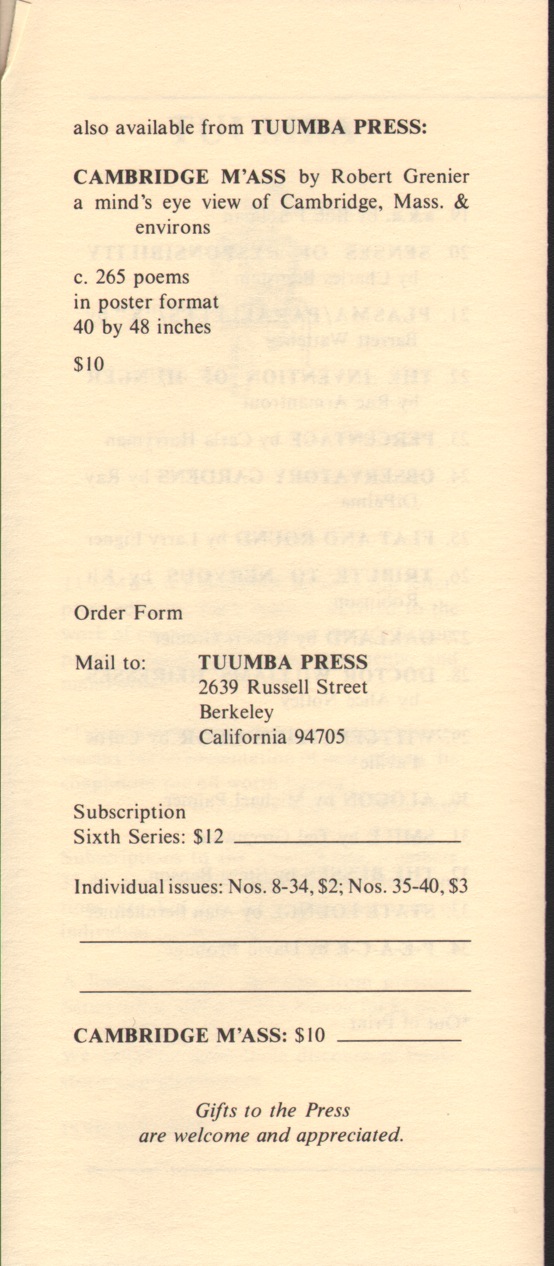 also available from TUUMBA PRESS:
CAMBRIDGE M'ASS by Robert Grenier
a mind's eye view of Cambridge, Mass. &
environs
c. 265 poems
in poster format
40 by 48 inches
$10
Order Form
Mail to: TUUMBA PRESS
2639 Russell Street
Berkeley
California 94705
Subscription
Sixth Series: $12
Individual issues: Nos. 8-34, $2; Nos. 35-40, $3
CAMBRIDGE M'ASS: $10
Gifts to the Press
are welcome and appreciated.